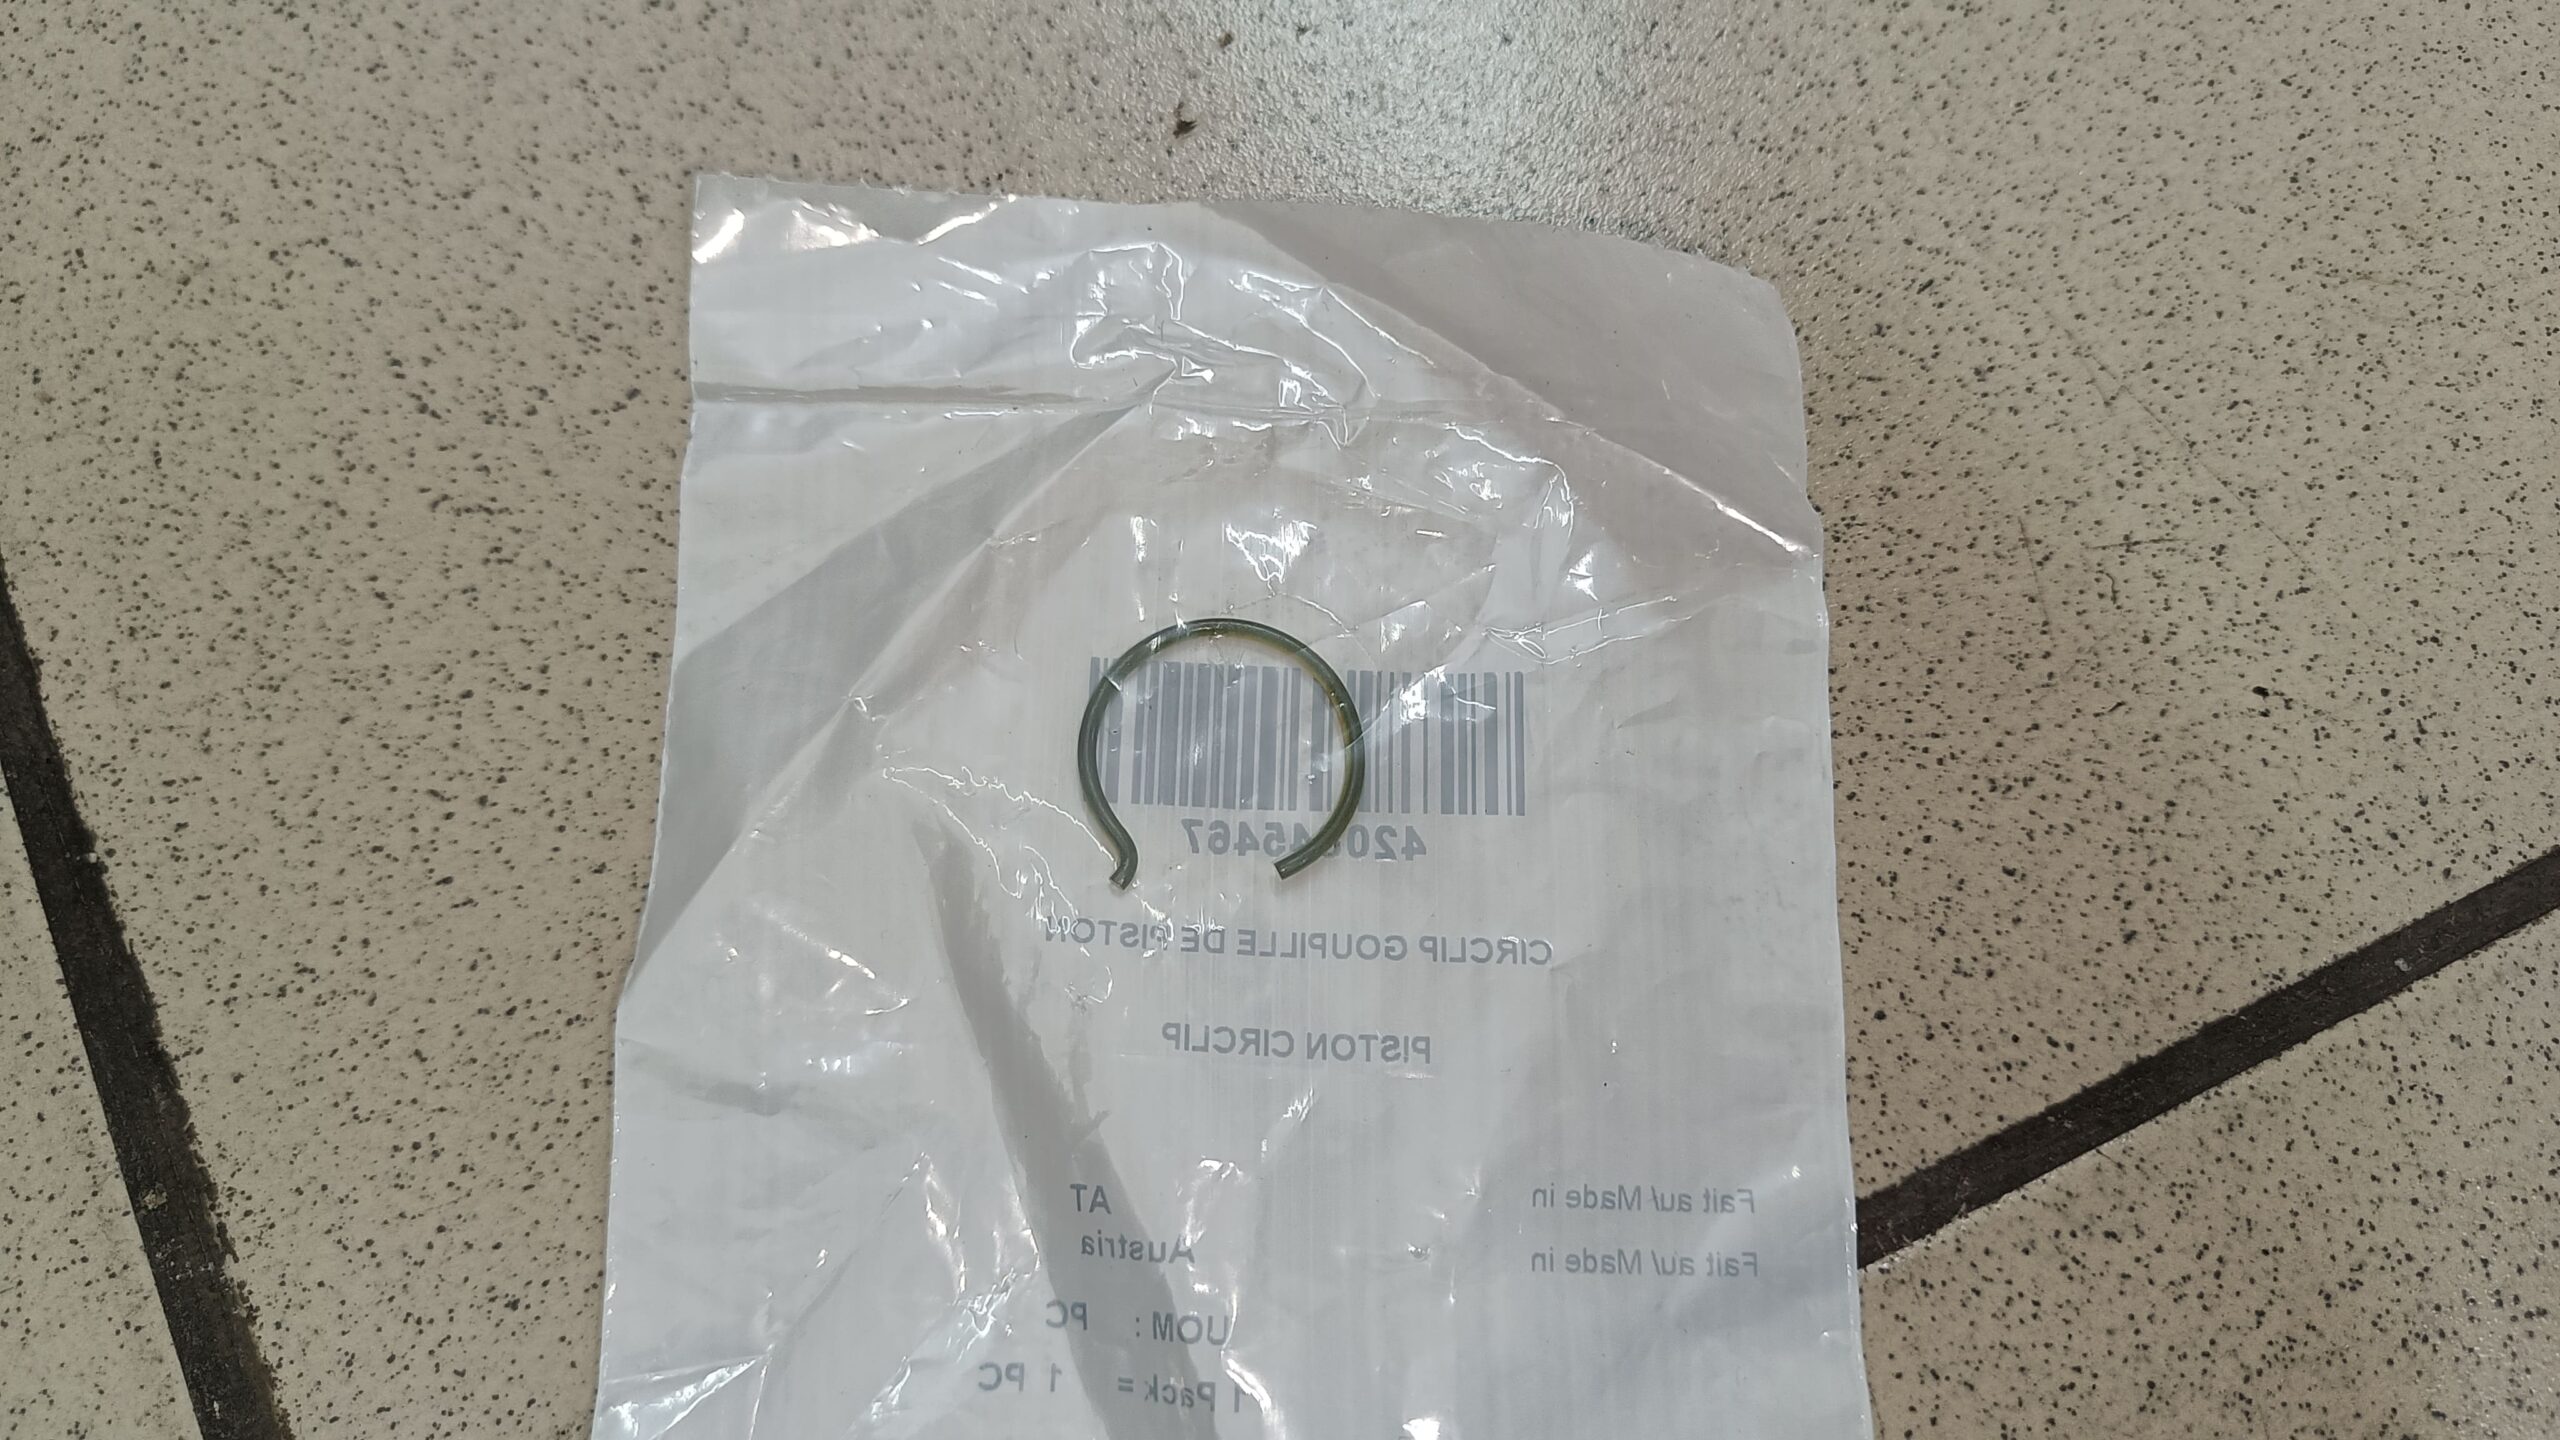 CIRCLIP GOUPILLE DE PISTON
PISTON CIRCLIP
Fait au/ Made in AT
Fait au/ Made in Austria
UOM : PC
1 Pack = 1 PC